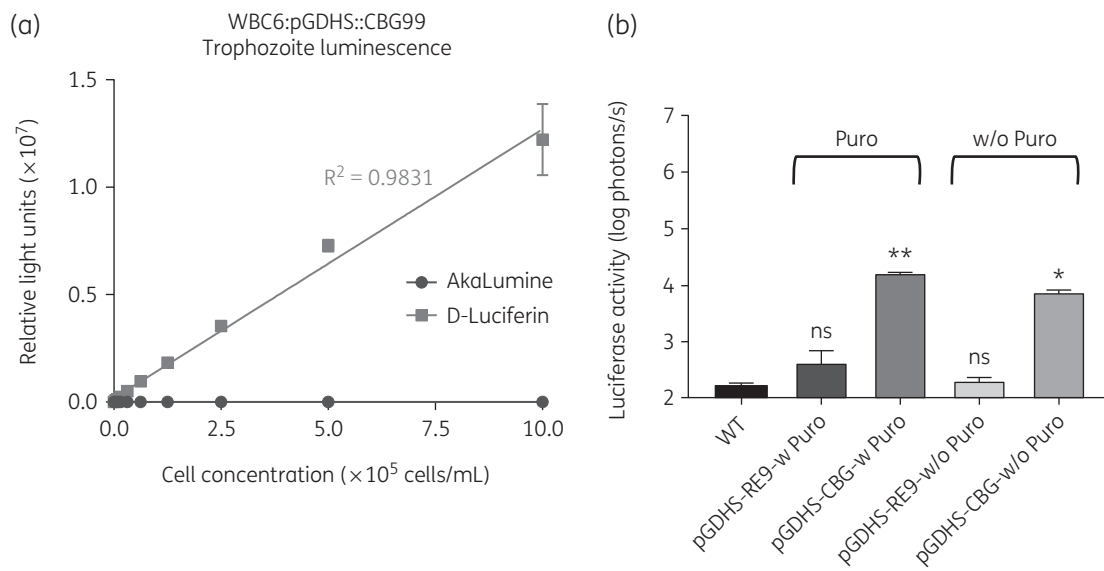 (a)
WBC6:pGDHS::CBG99
Trophozoite luminescence
Relative light units (×10⁷)
1.5
1.0
0.5
0.0
R² = 0.9831
AkaLumine
D-Luciferin
0.0 2.5 5.0 7.5 10.0
Cell concentration (×10⁵ cells/mL)
(b)
Luciferase activity (log photons/s)
7
6
5
4
3
2
Puro
w/o Puro
ns
**
ns
*
WT
pGDHS-RE9-w Puro
pGDHS-CBG-w Puro
pGDHS-RE9-w/o Puro
pGDHS-CBG-w/o Puro